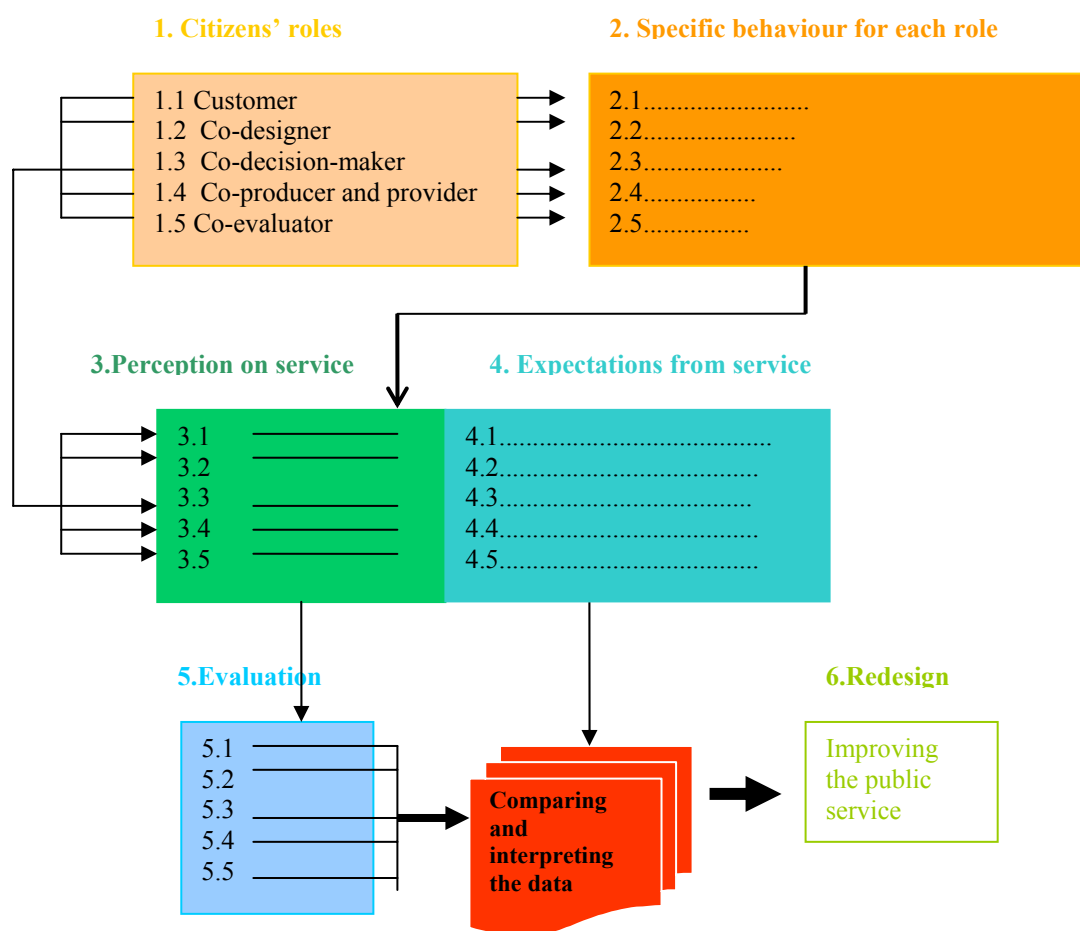 1. Citizens’ roles
2. Specific behaviour for each role
1.1 Customer
1.2 Co-designer
1.3 Co-decision-maker
1.4 Co-producer and provider
1.5 Co-evaluator
2.1.........................
2.2.......................
2.3.....................
2.4.................
2.5................
3.Perception on service
4. Expectations from service
3.1
3.2
3.3
3.4
3.5
4.1.........................................
4.2.......................................
4.3......................................
4.4.......................................
4.5.......................................
5.Evaluation
6.Redesign
5.1
5.2
5.3
5.4
5.5
Comparing
and
interpreting
the data
Improving
the public
service